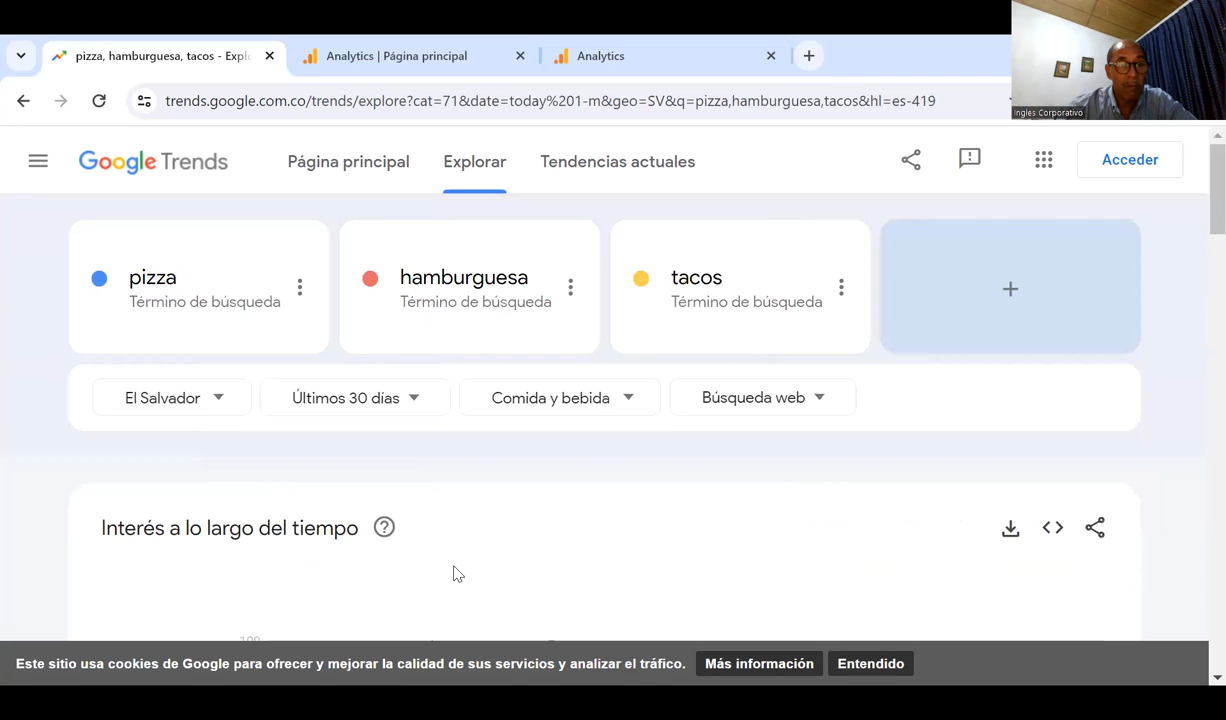 pizza, hamburguesa, tacos - Expl
Analytics | Página principal
Analytics
trends.google.com.co/trends/explore?cat=71&date=today%201-m&geo=SV&q=pizza,hamburguesa,tacos&hl=es-419
Ingles Corporativo
Google Trends
Página principal
Explorar
Tendencias actuales
Acceder
pizza
Término de búsqueda
hamburguesa
Término de búsqueda
tacos
Término de búsqueda
+
El Salvador
Últimos 30 días
Comida y bebida
Búsqueda web
Interés a lo largo del tiempo
100
Este sitio usa cookies de Google para ofrecer y mejorar la calidad de sus servicios y analizar el tráfico.
Más información
Entendido